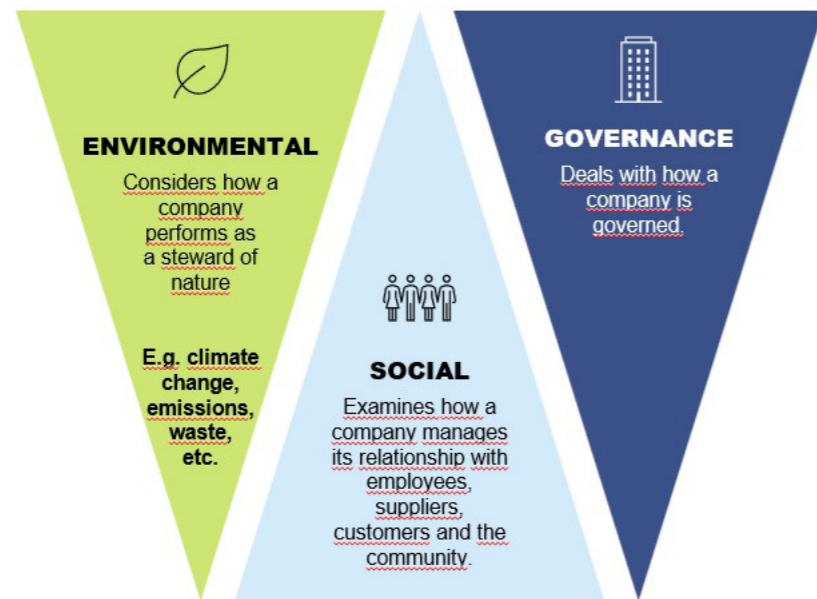 ENVIRONMENTAL
Considers how a
company
performs as
a steward of
nature
E.g. climate
change,
emissions,
waste,
etc.
SOCIAL
Examines how a
company manages
its relationship with
employees,
suppliers,
customers and the
community.
GOVERNANCE
Deals with how a
company is
governed.